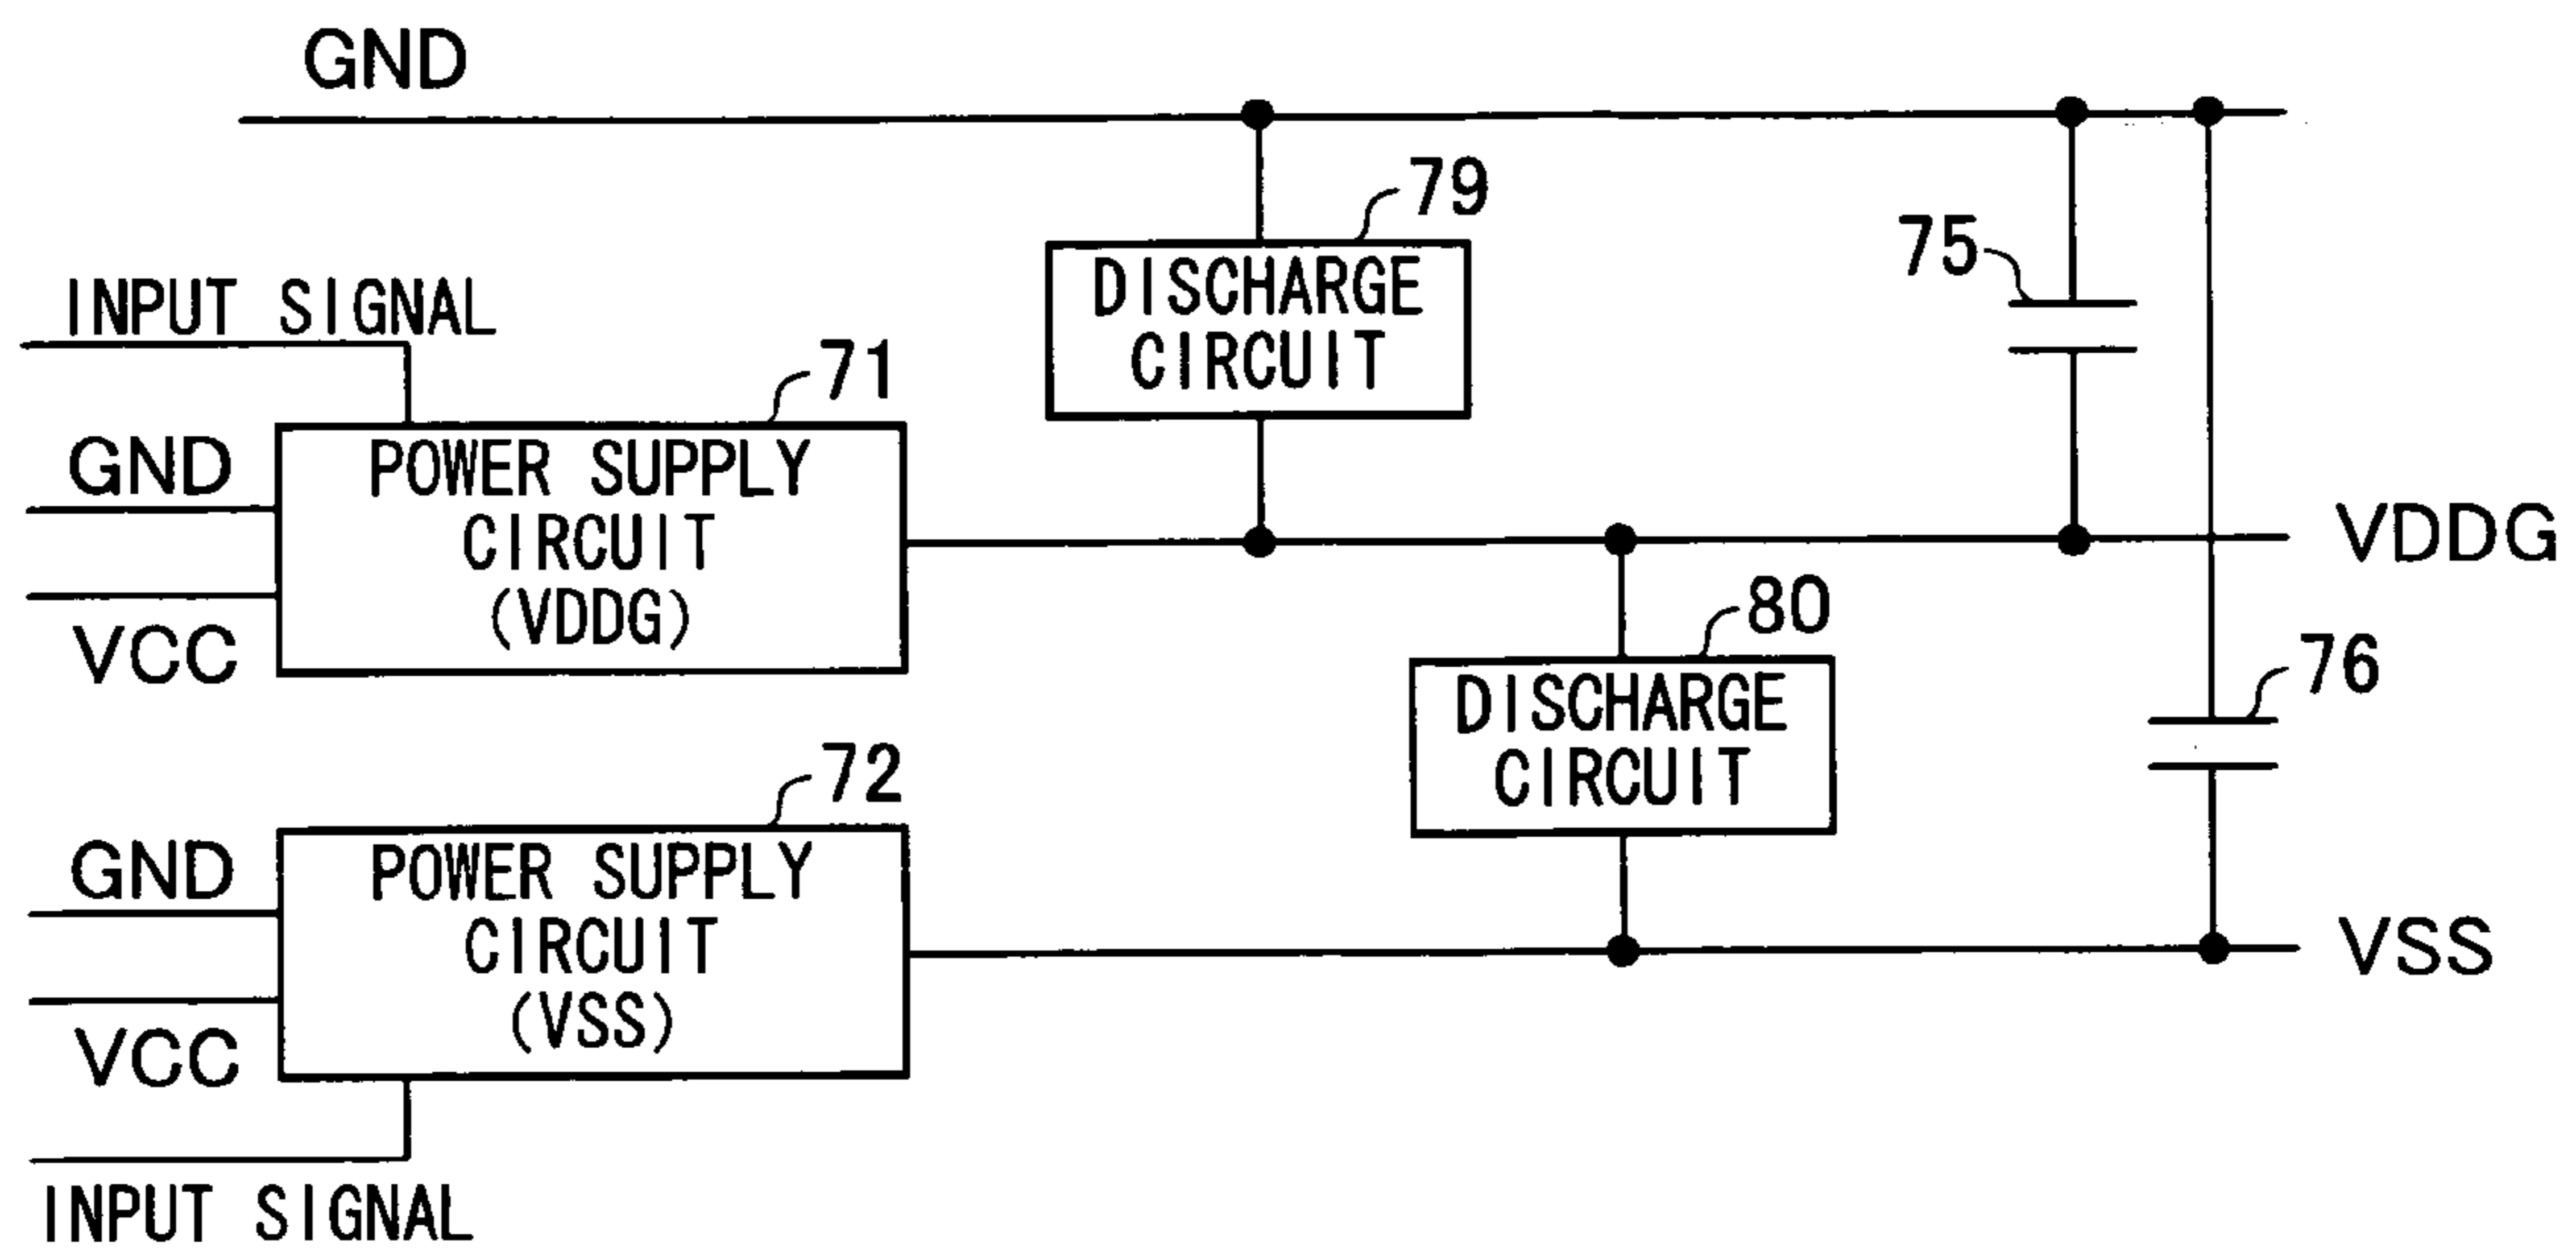 GND
79
DISCHARGE
CIRCUIT
75
INPUT SIGNAL
71
GND
POWER SUPPLY
CIRCUIT
(VDDG)
VCC
VDDG
80
DISCHARGE
CIRCUIT
76
72
GND
POWER SUPPLY
CIRCUIT
(VSS)
VCC
VSS
INPUT SIGNAL